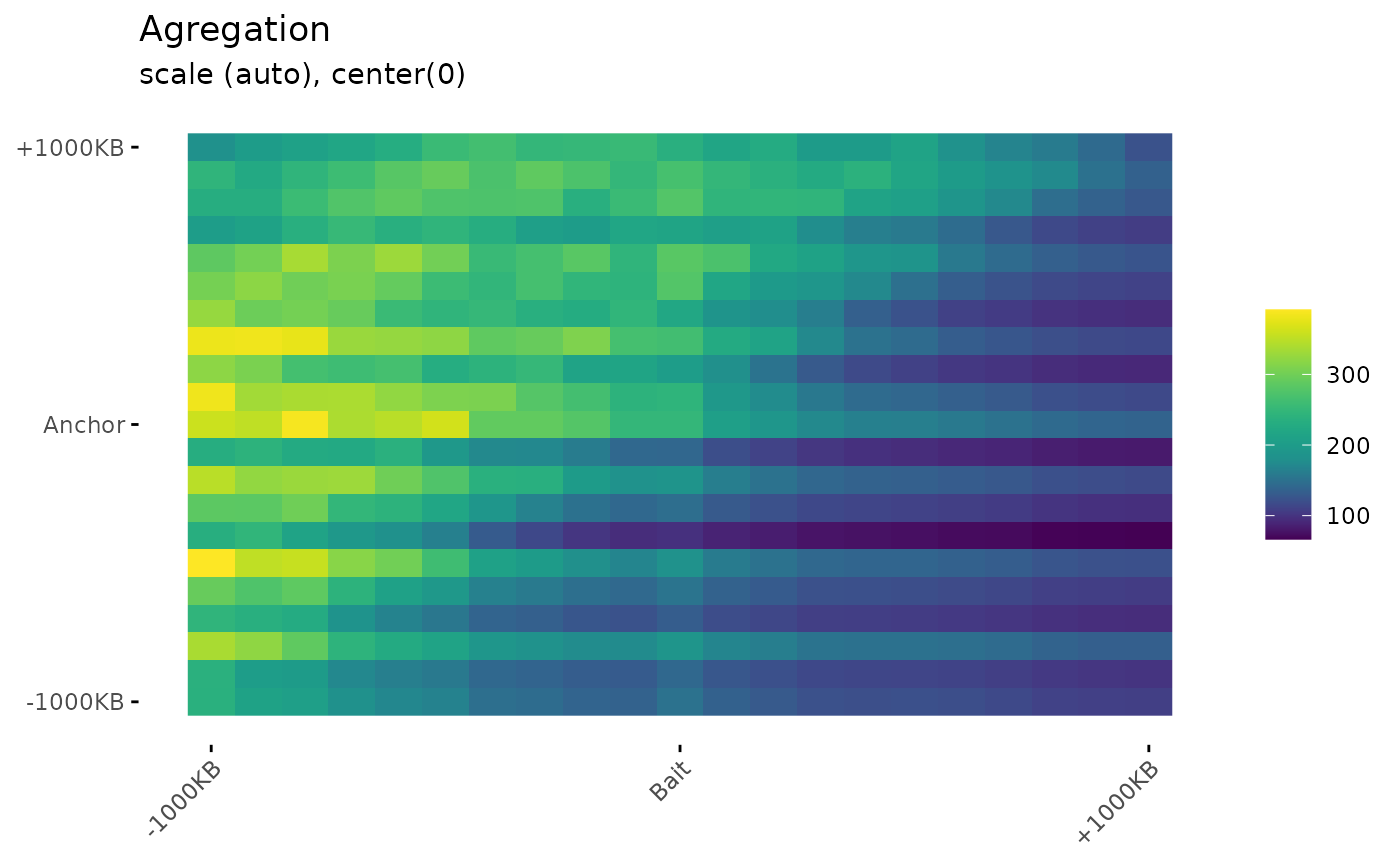 Agregation
scale (auto), center(0)
+1000KB
Anchor
-1000KB
-1000KB
Bait
+1000KB
300
200
100